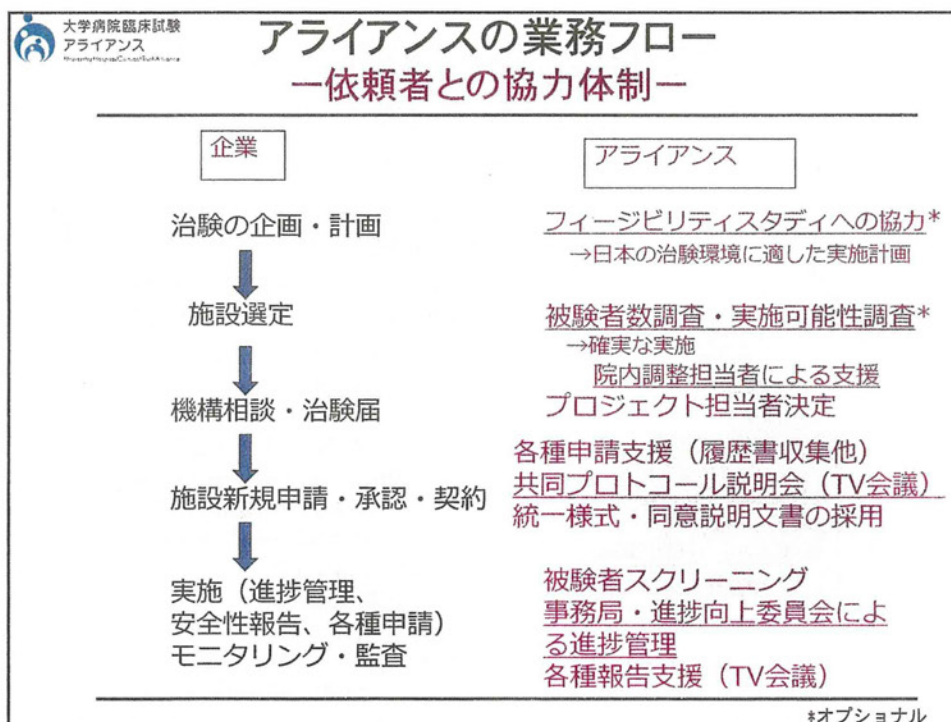 大学病院臨床試験
アライアンス
アライアンスの業務フロー
ー依頼者との協力体制ー
企業
アライアンス
治験の企画・計画
フィージビリティスタディへの協力*
→日本の治験環境に適した実施計画
施設選定
被験者数調査・実施可能性調査*
→確実な実施
院内調整担当者による支援
機構相談・治験届
プロジェクト担当者決定
各種申請支援（履歴書収集他）
施設新規申請・承認・契約
共同プロトコール説明会（TV会議）
統一様式・同意説明文書の採用
実施（進捗管理、
安全性報告、各種申請）
モニタリング・監査
被験者スクリーニング
事務局・進捗向上委員会によ
る進捗管理
各種報告支援（TV会議）
*オプショナル